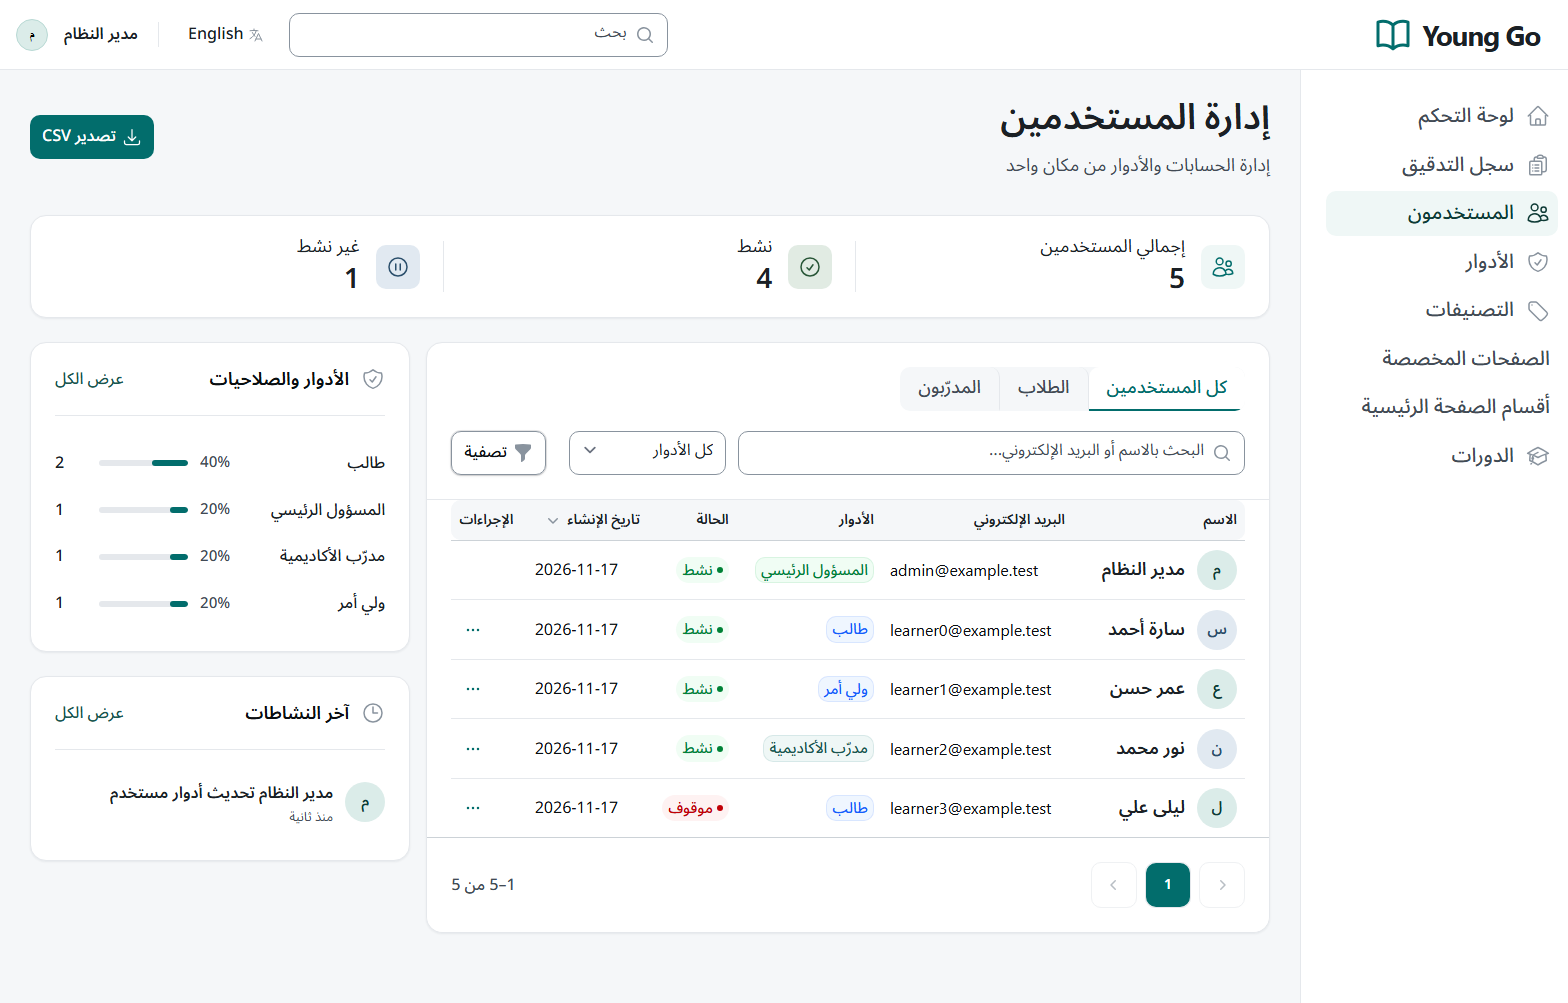 Young Go
بحث
English
مدير النظام
م
لوحة التحكم
سجل التدقيق
المستخدمون
الأدوار
التصنيفات
الصفحات المخصصة
أقسام الصفحة الرئيسية
الدورات
إدارة المستخدمين
إدارة الحسابات والأدوار من مكان واحد
تصدير CSV
إجمالي المستخدمين
5
نشط
4
غير نشط
1
كل المستخدمين
الطلاب
المدرّبون
البحث بالاسم أو البريد الإلكتروني...
كل الأدوار
تصفية
الاسم البريد الإلكتروني الأدوار الحالة تاريخ الإنشاء الإجراءات
م مدير النظام admin@example.test المسؤول الرئيسي نشط 2026-11-17
س سارة أحمد learner0@example.test طالب نشط 2026-11-17 ...
ع عمر حسن learner1@example.test ولي أمر نشط 2026-11-17 ...
ن نور محمد learner2@example.test مدرّب الأكاديمية نشط 2026-11-17 ...
ل ليلى علي learner3@example.test طالب موقوف 2026-11-17 ...
1
1–5 من 5
الأدوار والصلاحيات
عرض الكل
طالب 40% 2
المسؤول الرئيسي 20% 1
مدرّب الأكاديمية 20% 1
ولي أمر 20% 1
آخر النشاطات
عرض الكل
م
مدير النظام تحديث أدوار مستخدم
منذ ثانية